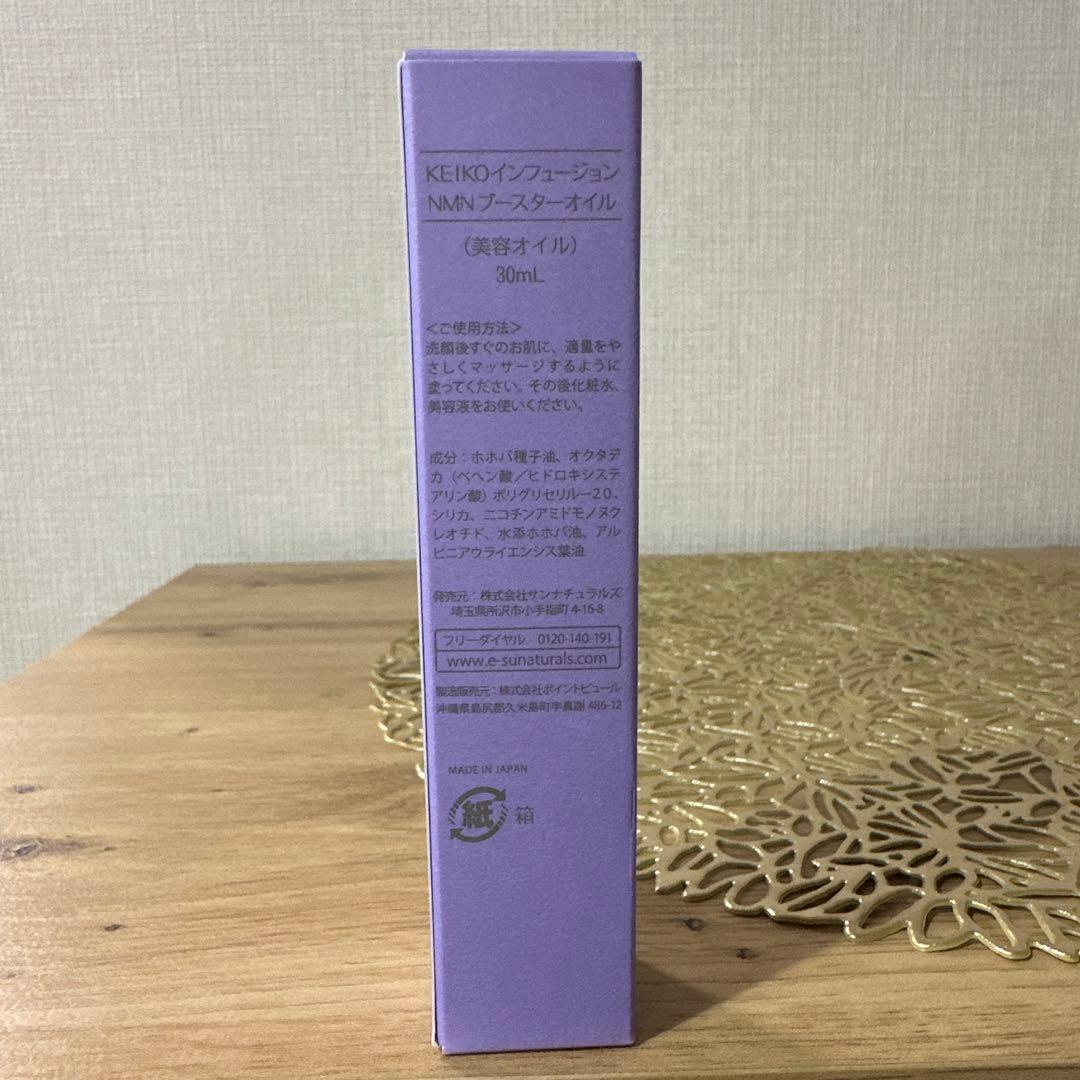 KEIKOインフュージョン
NMNブースターオイル
（美容オイル）
30mL
＜ご使用方法＞
洗顔後すぐのお肌に、適量をや
さしくマッサージするように
塗ってください。その後化粧水、
美容液をお使いください。
成分：ホホバ種子油、オクタデ
カ（ベヘン酸／ヒドロキシステ
アリン酸）ポリグリセリル－20、
シリカ、ニコチンアミドモノヌク
レオチド、水添ホホバ油、アル
ピニアウライエンシス葉油
発売元：株式会社サンナチュラルズ
埼玉県所沢市小手指町 4-16-8
フリーダイヤル 0120-140-191
www.e-sunaturals.com
製造販売元：株式会社ポイントピュール
沖縄県島尻郡久米島町字真謝 486-12
MADE IN JAPAN
紙 箱